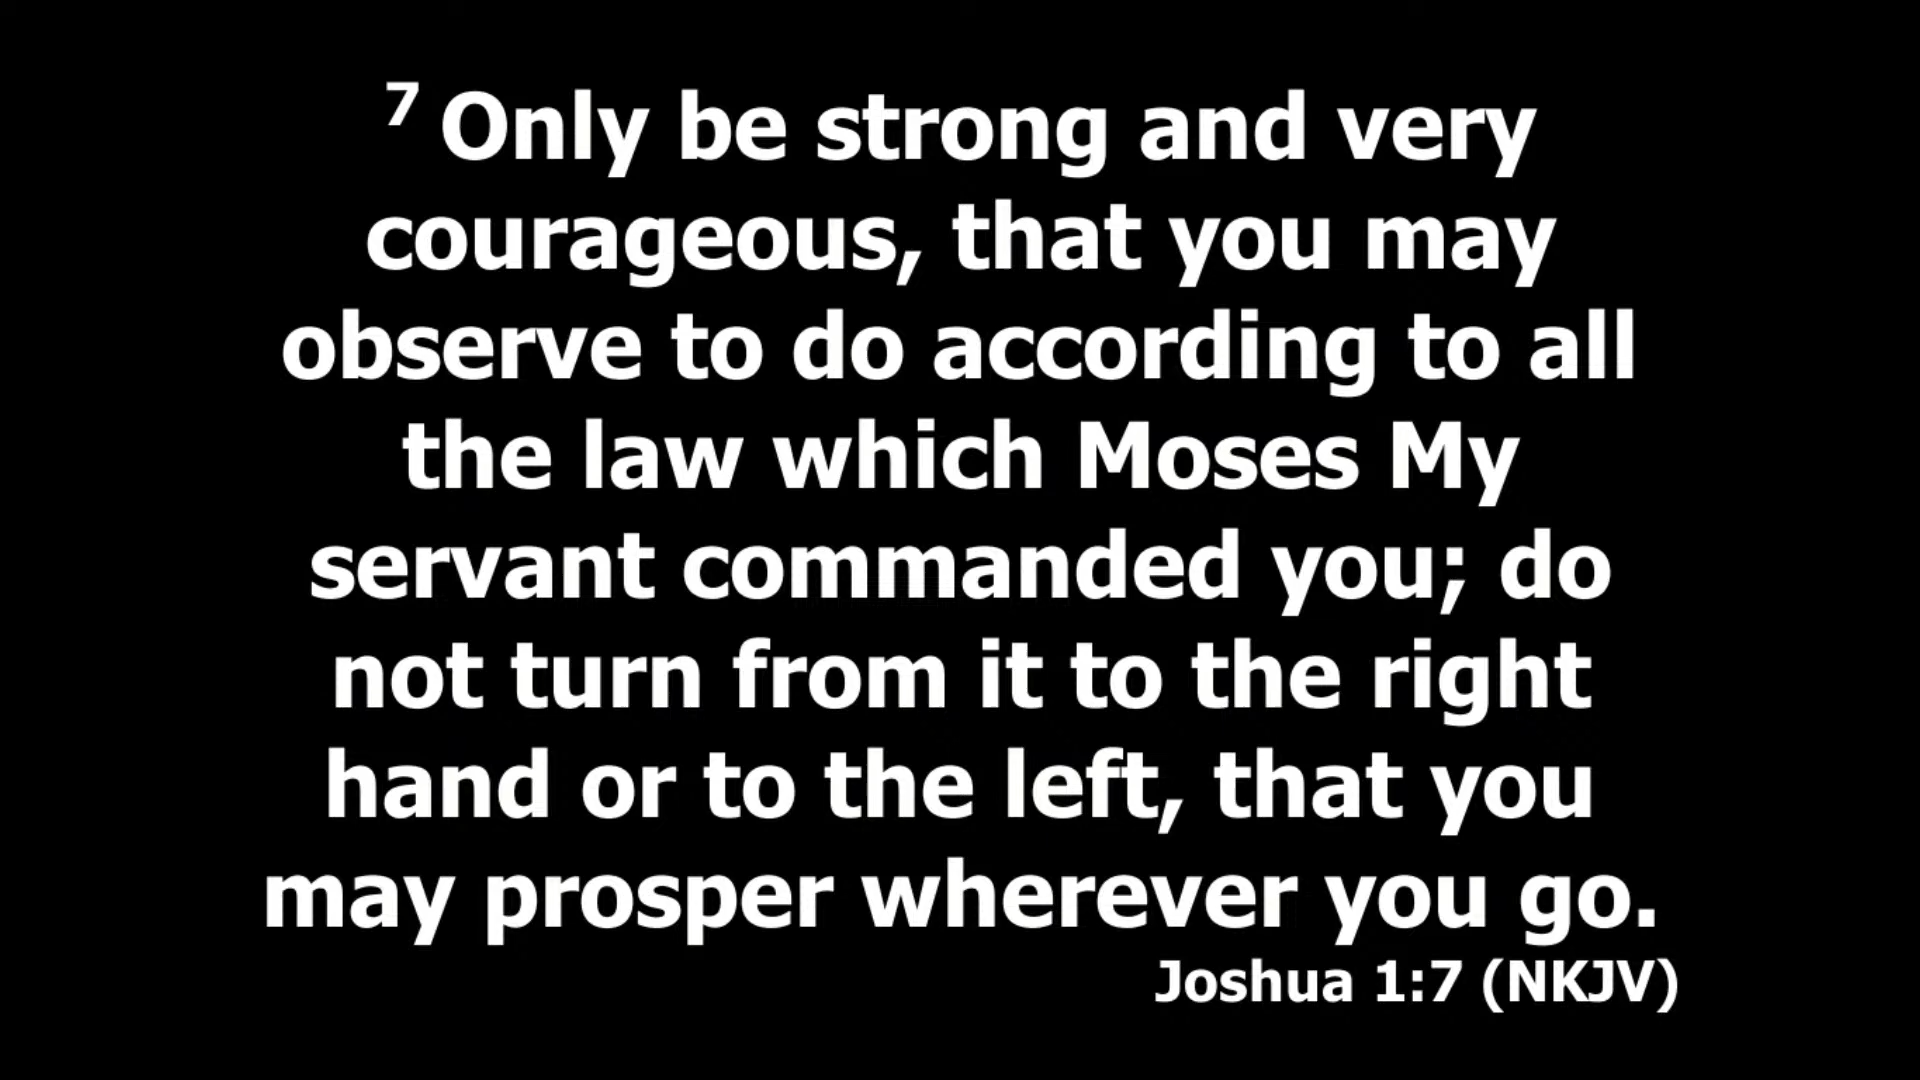 7 Only be strong and very
courageous, that you may
observe to do according to all
the law which Moses My
servant commanded you; do
not turn from it to the right
hand or to the left, that you
may prosper wherever you go.
Joshua 1:7 (NKJV)